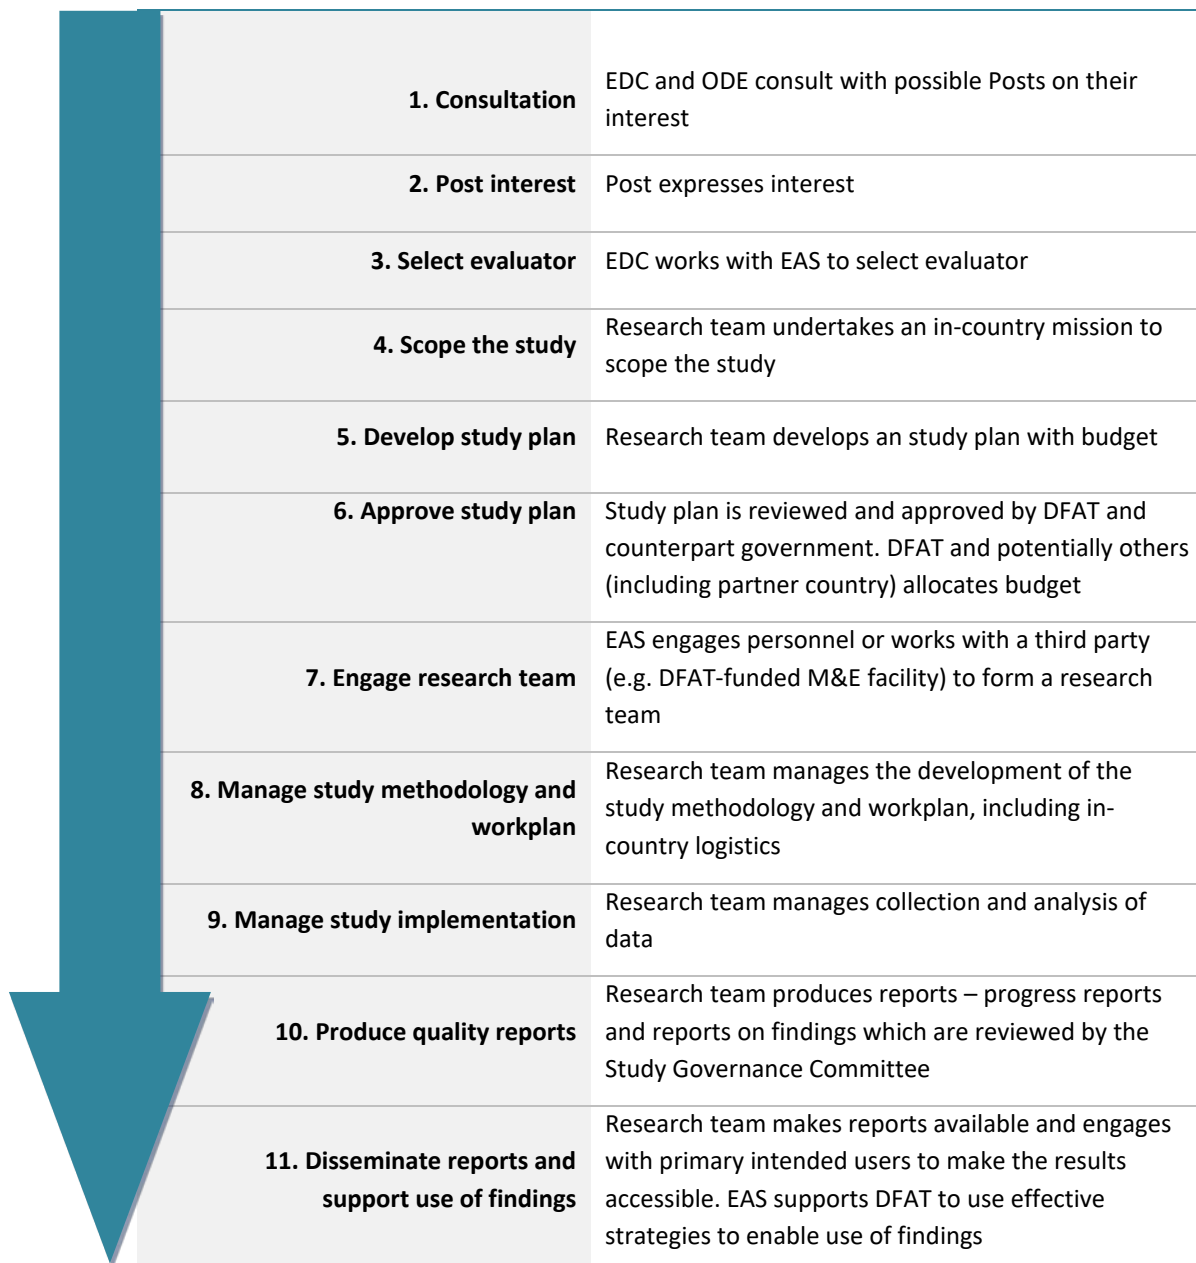 1. Consultation
EDC and ODE consult with possible Posts on their
interest
2. Post interest
Post expresses interest
3. Select evaluator
EDC works with EAS to select evaluator
4. Scope the study
Research team undertakes an in-country mission to
scope the study
5. Develop study plan
Research team develops an study plan with budget
6. Approve study plan
Study plan is reviewed and approved by DFAT and
counterpart government. DFAT and potentially others
(including partner country) allocates budget
7. Engage research team
EAS engages personnel or works with a third party
(e.g. DFAT-funded M&E facility) to form a research
team
8. Manage study methodology and
workplan
Research team manages the development of the
study methodology and workplan, including in-
country logistics
9. Manage study implementation
Research team manages collection and analysis of
data
10. Produce quality reports
Research team produces reports – progress reports
and reports on findings which are reviewed by the
Study Governance Committee
11. Disseminate reports and
support use of findings
Research team makes reports available and engages
with primary intended users to make the results
accessible. EAS supports DFAT to use effective
strategies to enable use of findings